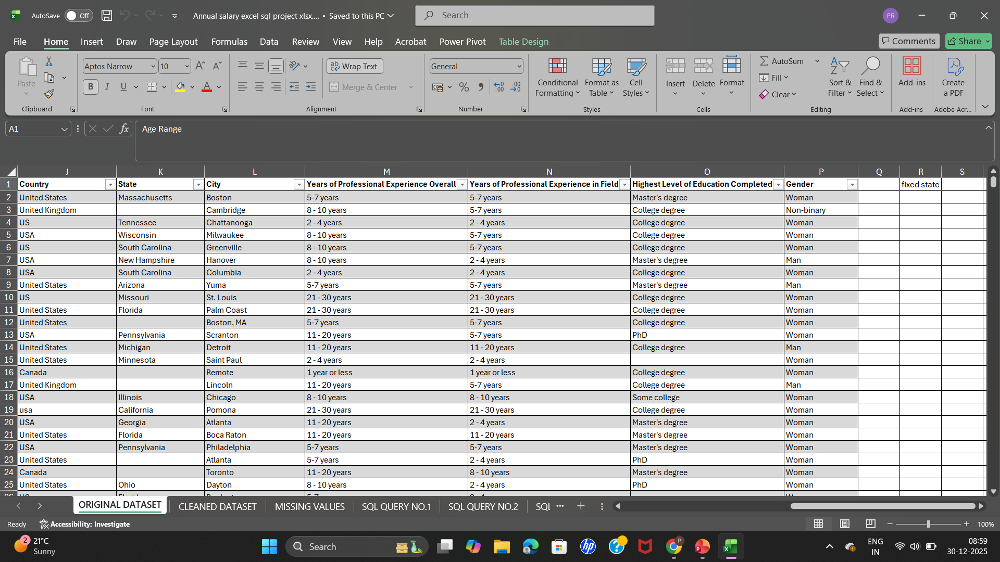 AutoSave Off Annual salary excel sql project xlsx.... • Saved to this PC Search PR
File Home Insert Draw Page Layout Formulas Data Review View Help Acrobat Power Pivot Table Design Comments Share
Paste Aptos Narrow 10 Wrap Text General Conditional Formatting Format as Table Cell Styles Insert Delete Format AutoSum Fill Clear Sort & Filter Find & Select Add-ins Create a PDF
B I U A Merge & Center %
Clipboard Font Alignment Number Styles Cells Editing Add-ins Adobe Acr...
A1 fx Age Range
J K L M N O P Q R S
1 Country State City Years of Professional Experience Overall Years of Professional Experience in Field Highest Level of Education Completed Gender fixed state
2 United States Massachusetts Boston 5-7 years 5-7 years Master's degree Woman
3 United Kingdom Cambridge 8 - 10 years 5-7 years College degree Non-binary
4 US Tennessee Chattanooga 2 - 4 years 2 - 4 years College degree Woman
5 USA Wisconsin Milwaukee 8 - 10 years 5-7 years College degree Woman
6 US South Carolina Greenville 8 - 10 years 5-7 years College degree Woman
7 USA New Hampshire Hanover 8 - 10 years 2 - 4 years Master's degree Man
8 USA South Carolina Columbia 2 - 4 years 2 - 4 years College degree Woman
9 United States Arizona Yuma 5-7 years 5-7 years Master's degree Man
10 US Missouri St. Louis 21 - 30 years 21 - 30 years College degree Woman
11 United States Florida Palm Coast 21 - 30 years 21 - 30 years College degree Woman
12 United States Boston, MA 5-7 years 5-7 years College degree Woman
13 USA Pennsylvania Scranton 11 - 20 years 5-7 years PhD Woman
14 United States Michigan Detroit 11 - 20 years 11 - 20 years College degree Man
15 United States Minnesota Saint Paul 2 - 4 years 2 - 4 years Woman
16 Canada Remote 1 year or less 1 year or less College degree Woman
17 United Kingdom Lincoln 11 - 20 years 5-7 years College degree Man
18 USA Illinois Chicago 8 - 10 years 8 - 10 years Some college Woman
19 usa California Pomona 21 - 30 years 21 - 30 years College degree Woman
20 USA Georgia Atlanta 11 - 20 years 2 - 4 years Master's degree Woman
21 United States Florida Boca Raton 11 - 20 years 11 - 20 years Master's degree Woman
22 USA Pennsylvania Philadelphia 5-7 years 5-7 years Master's degree Woman
23 United States Atlanta 5-7 years 2 - 4 years PhD Woman
24 Canada Toronto 11 - 20 years 8 - 10 years Master's degree Woman
25 United States Ohio Dayton 8 - 10 years 2 - 4 years PhD Woman
ORIGINAL DATASET CLEANED DATASET MISSING VALUES SQL QUERY NO.1 SQL QUERY NO.2 SQL
Ready Accessibility: Investigate 100%
2 21°C Sunny Search ENG IN 08:59 30-12-2025